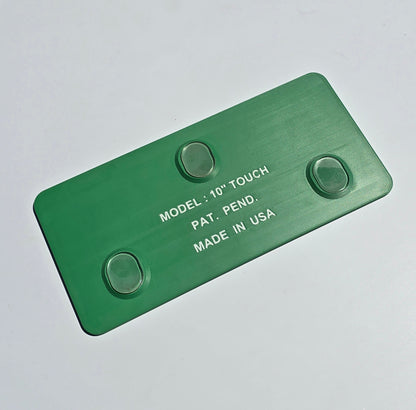 MODEL : 10" TOUCH
PAT. PEND.
MADE IN USA